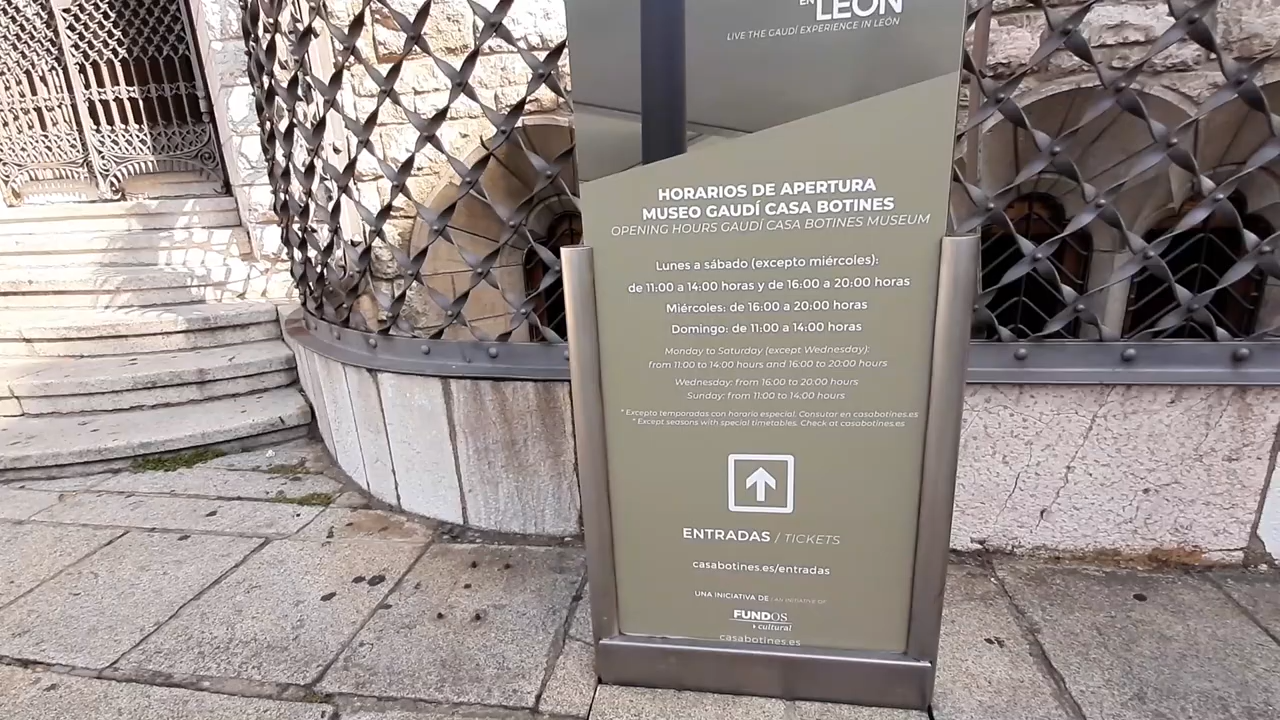 EN LEÓN
LIVE THE GAUDÍ EXPERIENCE IN LEÓN
HORARIOS DE APERTURA
MUSEO GAUDÍ CASA BOTINES
OPENING HOURS GAUDÍ CASA BOTINES MUSEUM
Lunes a sábado (excepto miércoles):
de 11:00 a 14:00 horas y de 16:00 a 20:00 horas
Miércoles: de 16:00 a 20:00 horas
Domingo: de 11:00 a 14:00 horas
Monday to Saturday (except Wednesday):
from 11:00 to 14:00 hours and 16:00 to 20:00 hours
Wednesday: from 16:00 to 20:00 hours
Sunday: from 11:00 to 14:00 hours
* Excepto temporadas con horario especial. Consutar en casabotines.es
* Except seasons with special timetables. Check at casabotines.es
ENTRADAS / TICKETS
casabotines.es/entradas
UNA INICIATIVA DE / AN INITIATIVE OF
FUNDOS
cultural
casabotines.es